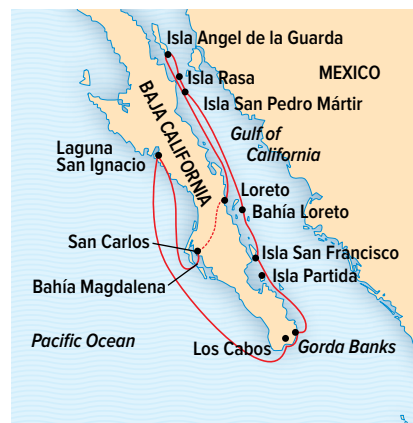 Isla Angel de la Guarda
Isla Rasa
MEXICO
Isla San Pedro Mártir
BAJA CALIFORNIA
Gulf of
California
Laguna
San Ignacio
Loreto
Bahía Loreto
San Carlos
Isla San Francisco
Isla Partida
Bahía Magdalena
Pacific Ocean
Los Cabos
Gorda Banks